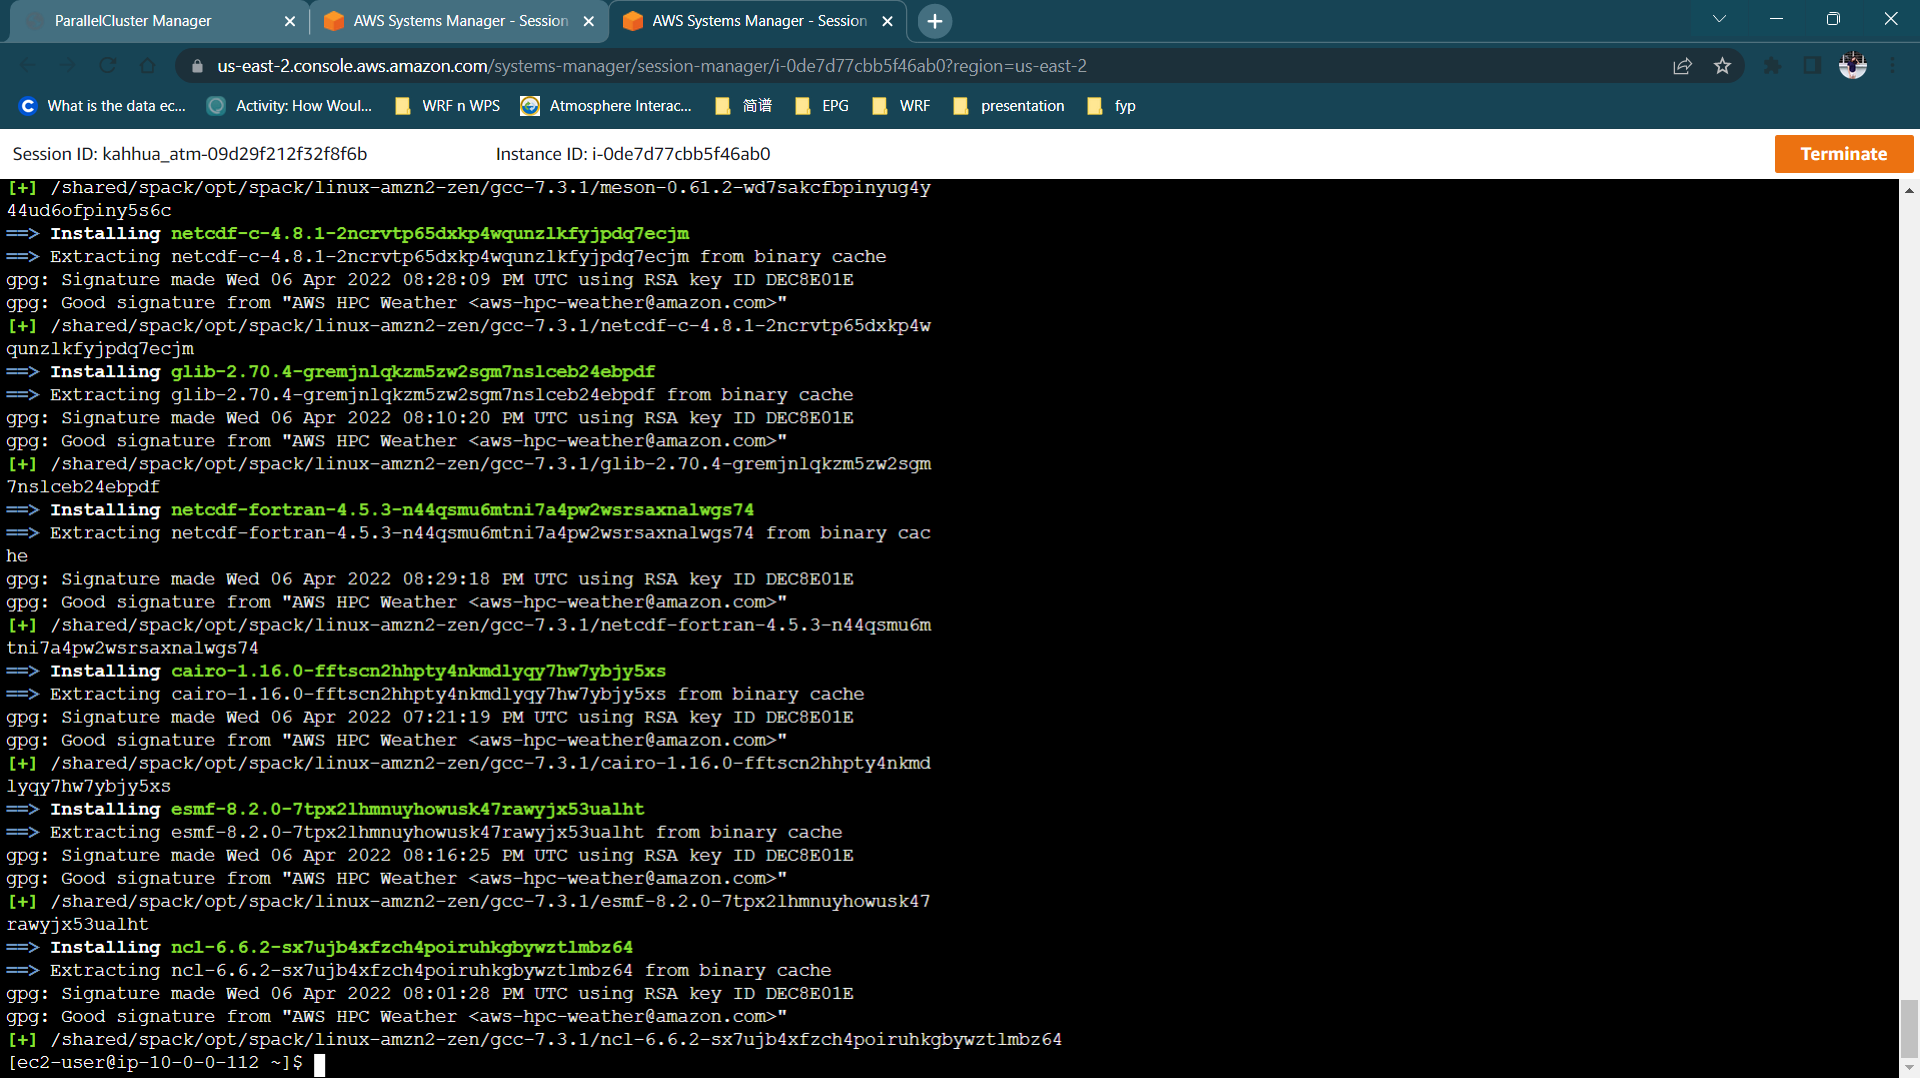 ParallelCluster Manager
AWS Systems Manager - Session
AWS Systems Manager - Session
us-east-2.console.aws.amazon.com/systems-manager/session-manager/i-0de7d77cbb5f46ab0?region=us-east-2
What is the data ec...
Activity: How Woul...
WRF n WPS
Atmosphere Interac...
简谱
EPG
WRF
presentation
fyp
Session ID: kahhua_atm-09d29f212f32f8f6b
Instance ID: i-0de7d77cbb5f46ab0
Terminate
[+] /shared/spack/opt/spack/linux-amzn2-zen/gcc-7.3.1/meson-0.61.2-wd7sakcfbpinyug4y
44ud6ofpiny5s6c
==> Installing netcdf-c-4.8.1-2ncrvtp65dxkp4wqunzlkfyjpdq7ecjm
==> Extracting netcdf-c-4.8.1-2ncrvtp65dxkp4wqunzlkfyjpdq7ecjm from binary cache
gpg: Signature made Wed 06 Apr 2022 08:28:09 PM UTC using RSA key ID DEC8E01E
gpg: Good signature from "AWS HPC Weather <aws-hpc-weather@amazon.com>"
[+] /shared/spack/opt/spack/linux-amzn2-zen/gcc-7.3.1/netcdf-c-4.8.1-2ncrvtp65dxkp4w
qunzlkfyjpdq7ecjm
==> Installing glib-2.70.4-gremjnlqkzm5zw2sgm7nslceb24ebpdf
==> Extracting glib-2.70.4-gremjnlqkzm5zw2sgm7nslceb24ebpdf from binary cache
gpg: Signature made Wed 06 Apr 2022 08:10:20 PM UTC using RSA key ID DEC8E01E
gpg: Good signature from "AWS HPC Weather <aws-hpc-weather@amazon.com>"
[+] /shared/spack/opt/spack/linux-amzn2-zen/gcc-7.3.1/glib-2.70.4-gremjnlqkzm5zw2sgm
7nslceb24ebpdf
==> Installing netcdf-fortran-4.5.3-n44qsmu6mtni7a4pw2wsrsaxnalwgs74
==> Extracting netcdf-fortran-4.5.3-n44qsmu6mtni7a4pw2wsrsaxnalwgs74 from binary cac
he
gpg: Signature made Wed 06 Apr 2022 08:29:18 PM UTC using RSA key ID DEC8E01E
gpg: Good signature from "AWS HPC Weather <aws-hpc-weather@amazon.com>"
[+] /shared/spack/opt/spack/linux-amzn2-zen/gcc-7.3.1/netcdf-fortran-4.5.3-n44qsmu6m
tni7a4pw2wsrsaxnalwgs74
==> Installing cairo-1.16.0-fftscn2hhpty4nkmdlyqy7hw7ybjy5xs
==> Extracting cairo-1.16.0-fftscn2hhpty4nkmdlyqy7hw7ybjy5xs from binary cache
gpg: Signature made Wed 06 Apr 2022 07:21:19 PM UTC using RSA key ID DEC8E01E
gpg: Good signature from "AWS HPC Weather <aws-hpc-weather@amazon.com>"
[+] /shared/spack/opt/spack/linux-amzn2-zen/gcc-7.3.1/cairo-1.16.0-fftscn2hhpty4nkmd
lyqy7hw7ybjy5xs
==> Installing esmf-8.2.0-7tpx2lhmnuyhowusk47rawyjx53ualht
==> Extracting esmf-8.2.0-7tpx2lhmnuyhowusk47rawyjx53ualht from binary cache
gpg: Signature made Wed 06 Apr 2022 08:16:25 PM UTC using RSA key ID DEC8E01E
gpg: Good signature from "AWS HPC Weather <aws-hpc-weather@amazon.com>"
[+] /shared/spack/opt/spack/linux-amzn2-zen/gcc-7.3.1/esmf-8.2.0-7tpx2lhmnuyhowusk47
rawyjx53ualht
==> Installing ncl-6.6.2-sx7ujb4xfzch4poiruhkgbywztlmbz64
==> Extracting ncl-6.6.2-sx7ujb4xfzch4poiruhkgbywztlmbz64 from binary cache
gpg: Signature made Wed 06 Apr 2022 08:01:28 PM UTC using RSA key ID DEC8E01E
gpg: Good signature from "AWS HPC Weather <aws-hpc-weather@amazon.com>"
[+] /shared/spack/opt/spack/linux-amzn2-zen/gcc-7.3.1/ncl-6.6.2-sx7ujb4xfzch4poiruhkgbywztlmbz64
[ec2-user@ip-10-0-0-112 ~]$